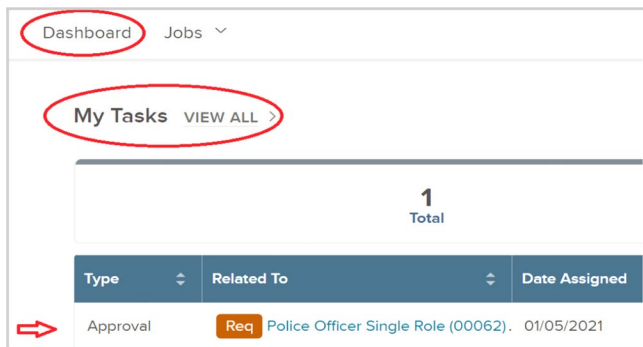 Dashboard Jobs
My Tasks VIEW ALL >
1
Total
Type Related To Date Assigned
Approval Req Police Officer Single Role (00062). 01/05/2021